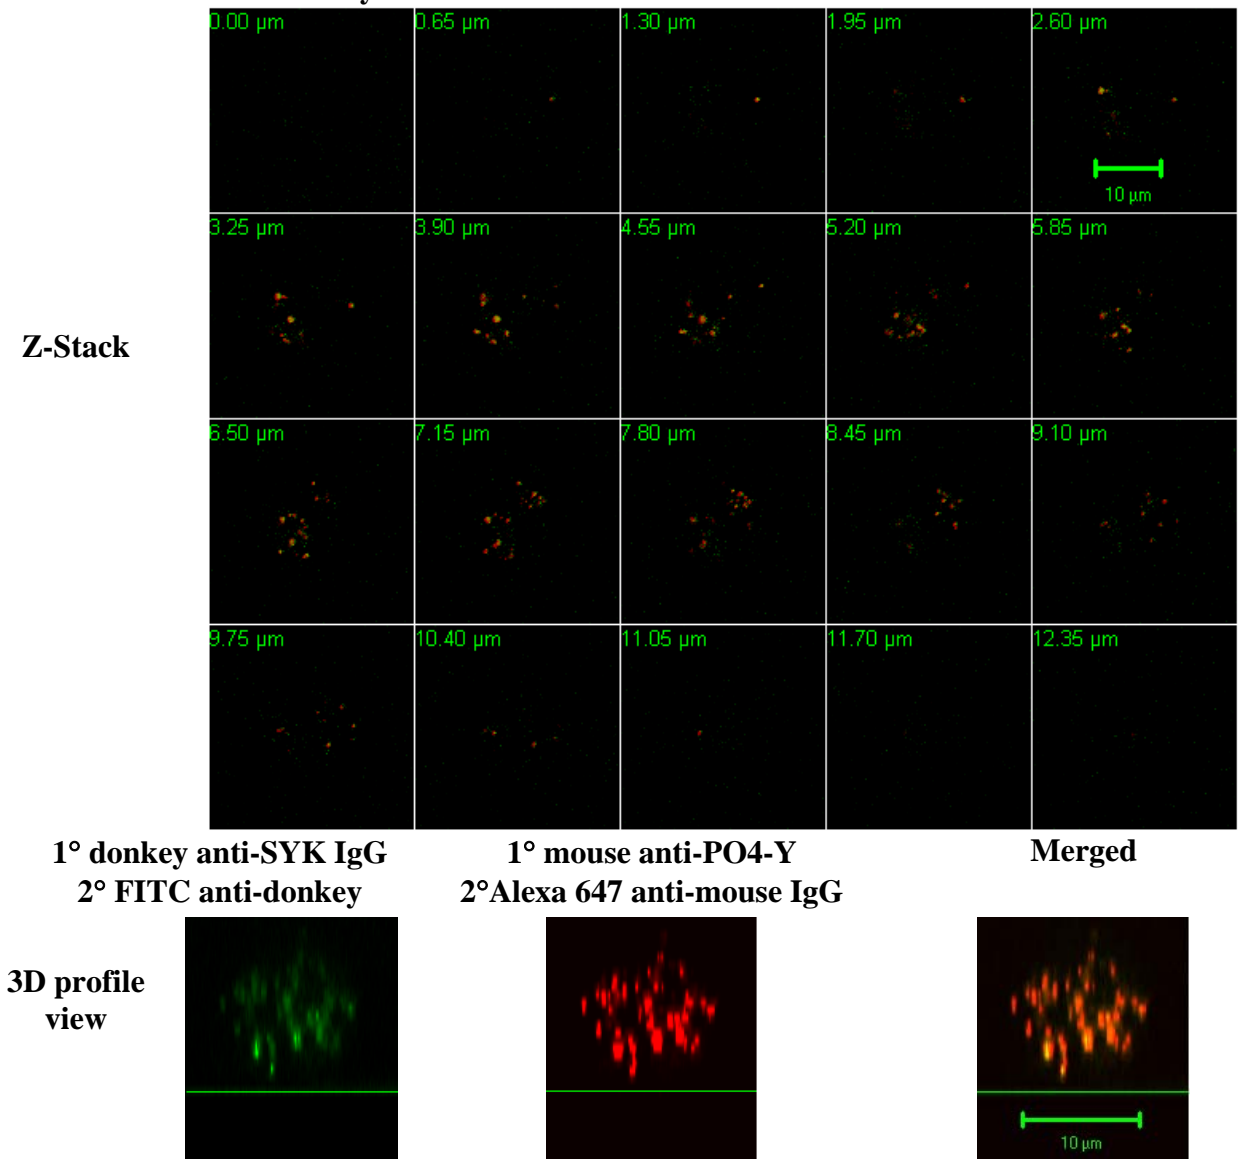 0.00 µm
0.65 µm
1.30 µm
1.95 µm
2.60 µm
10 µm
3.25 µm
3.90 µm
4.55 µm
5.20 µm
5.85 µm
Z-Stack
6.50 µm
7.15 µm
7.80 µm
8.45 µm
9.10 µm
9.75 µm
10.40 µm
11.05 µm
11.70 µm
12.35 µm
1° donkey anti-SYK IgG
2° FITC anti-donkey
1° mouse anti-PO4-Y
2°Alexa 647 anti-mouse IgG
Merged
3D profile
view
10 µm